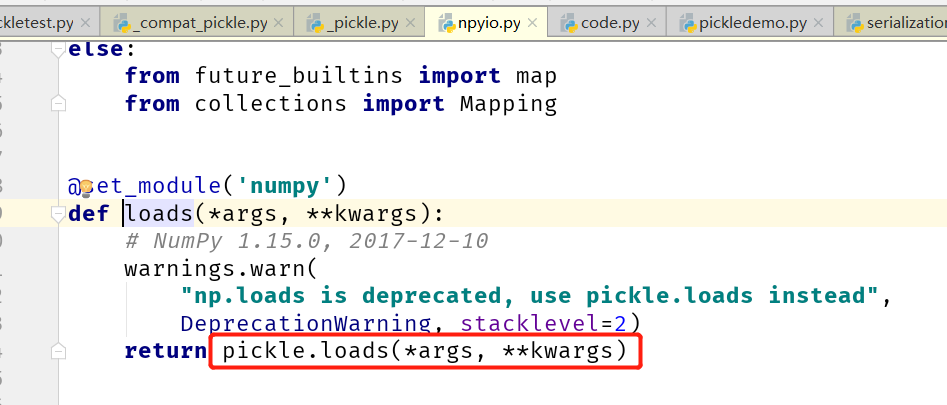 ckletest.py _compat_pickle.py _pickle.py npyio.py code.py pickledemo.py serialization
else:
from future_builtins import map
from collections import Mapping
@set_module('numpy')
def loads(*args, **kwargs):
# NumPy 1.15.0, 2017-12-10
warnings.warn(
"np.loads is deprecated, use pickle.loads instead",
DeprecationWarning, stacklevel=2)
return pickle.loads(*args, **kwargs)